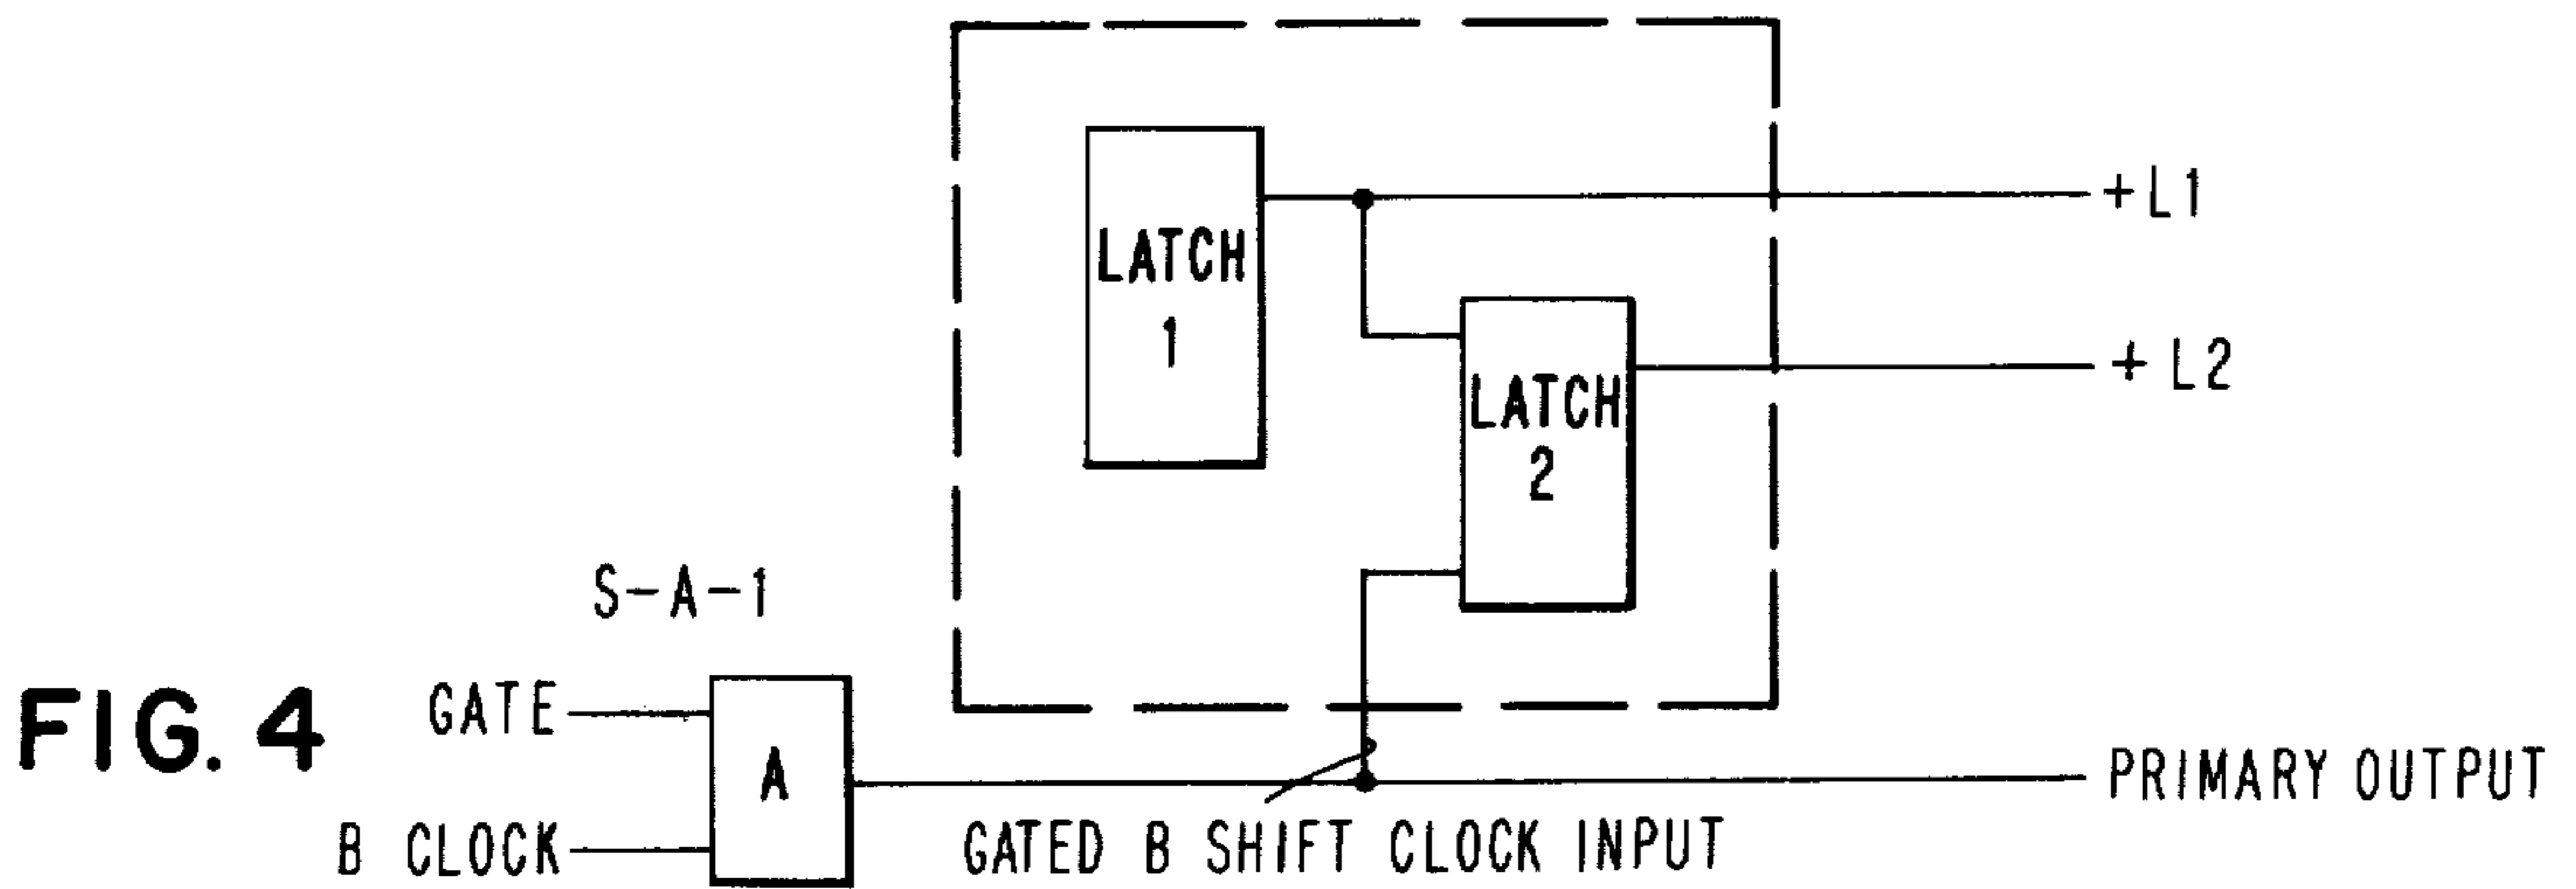 LATCH
1
+L1
LATCH
2
+ L2
S-A-1
FIG. 4
GATE
A
B CLOCK
GATED B SHIFT CLOCK INPUT
PRIMARY OUTPUT